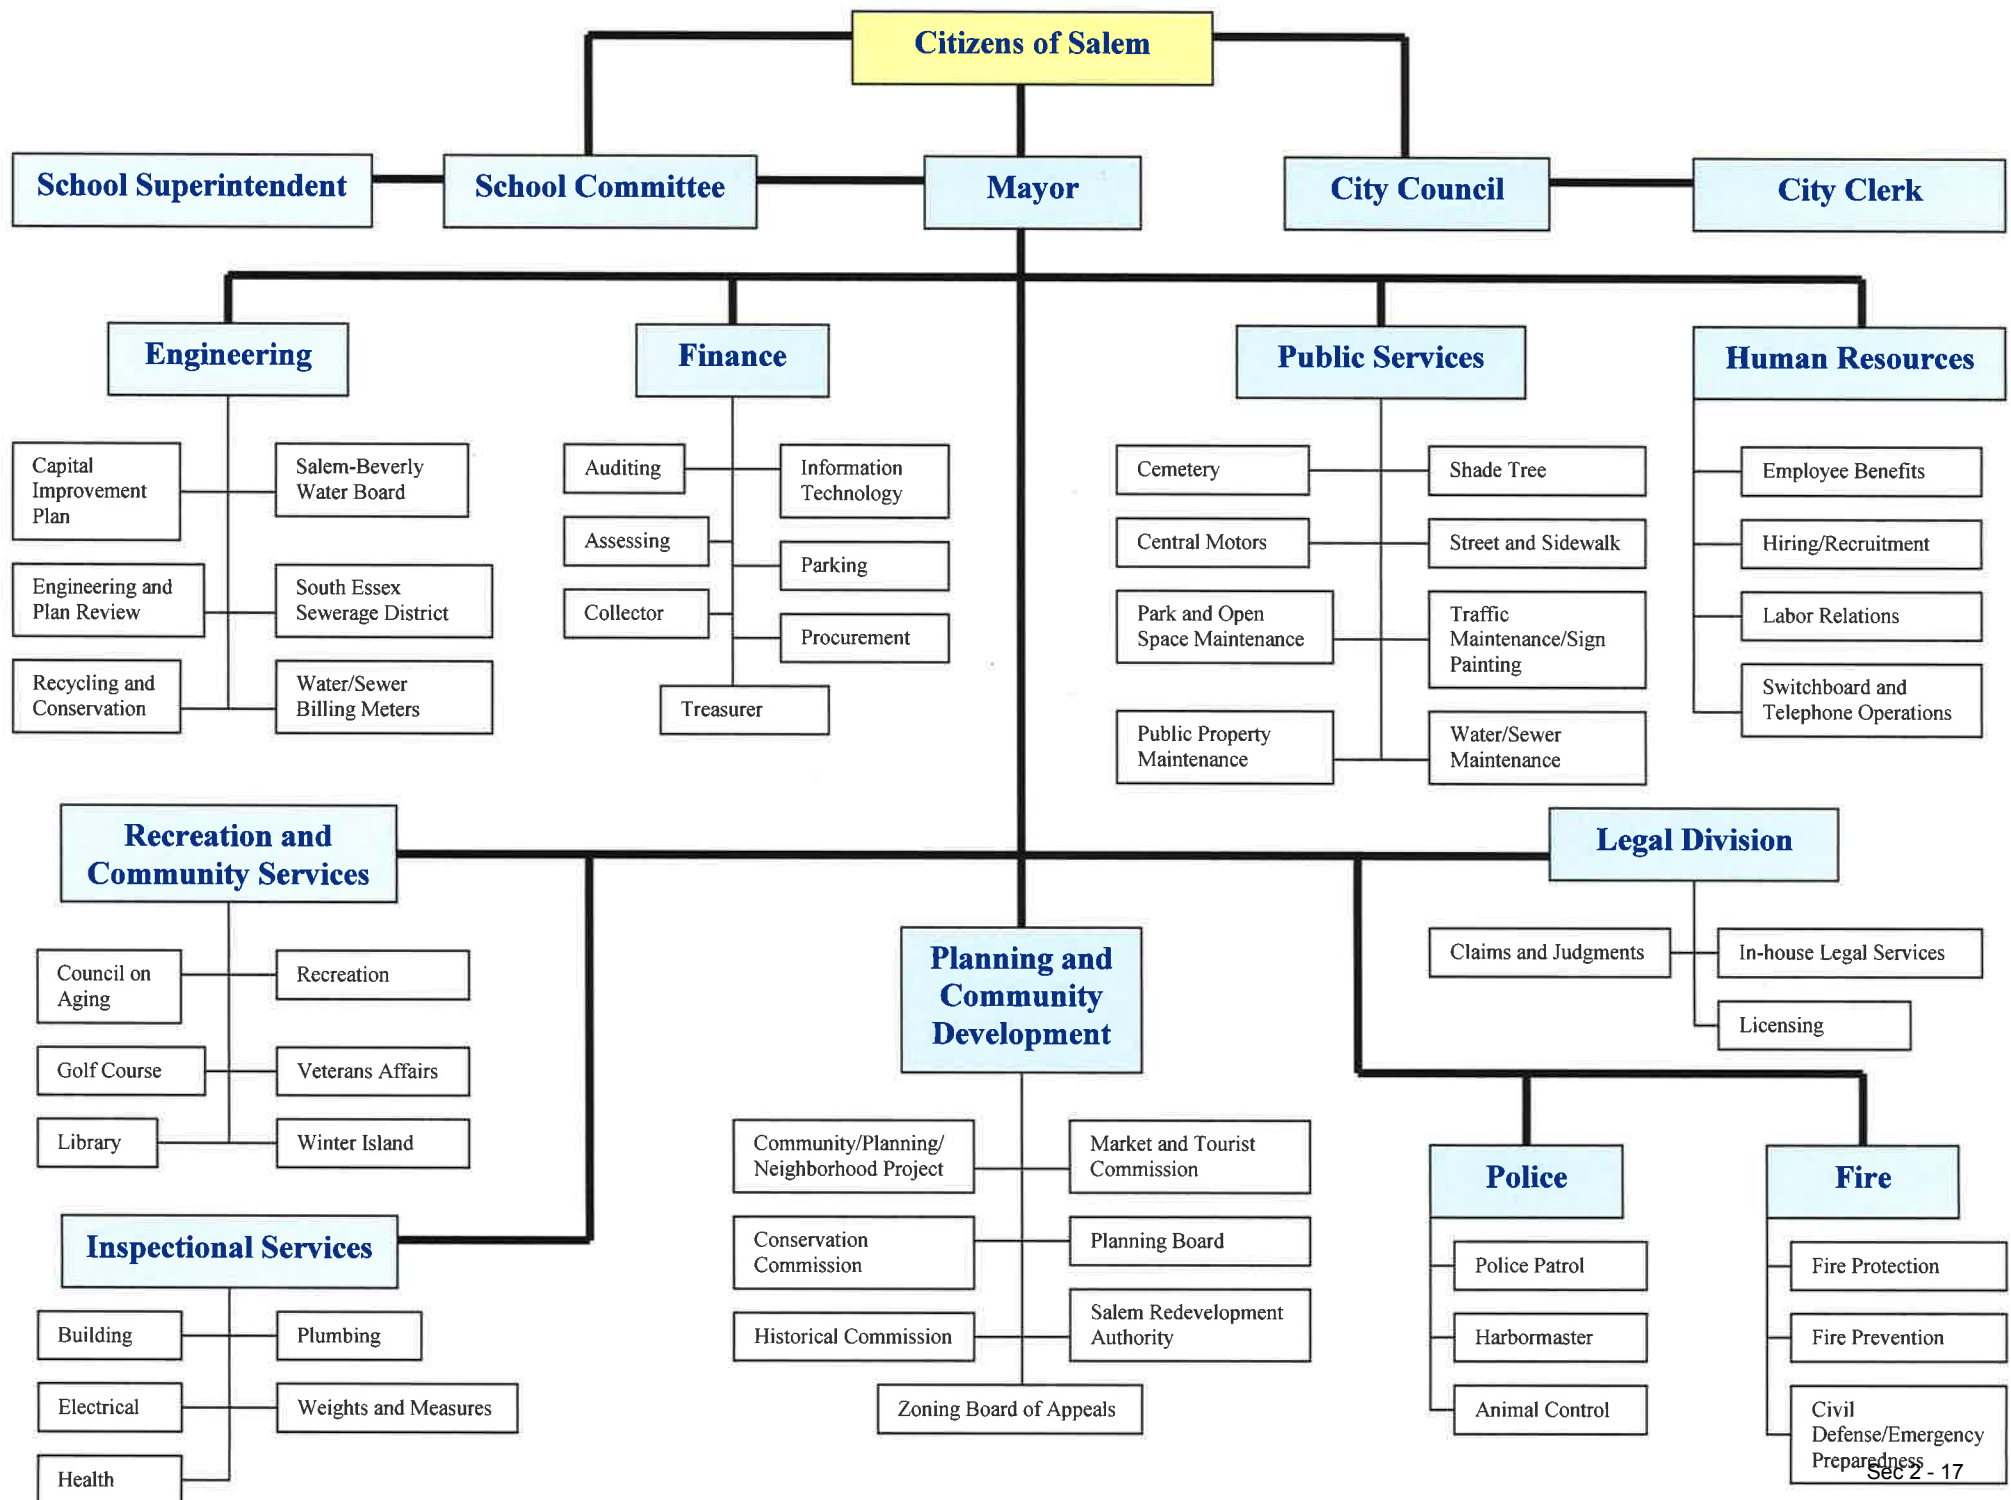 Citizens of Salem
School Superintendent
School Committee
Mayor
City Council
City Clerk
Engineering
Finance
Public Services
Human Resources
Capital
Improvement
Plan
Salem-Beverly
Water Board
Engineering and
Plan Review
South Essex
Sewerage District
Recycling and
Conservation
Water/Sewer
Billing Meters
Auditing
Information
Technology
Assessing
Parking
Collector
Procurement
Treasurer
Cemetery
Shade Tree
Central Motors
Street and Sidewalk
Park and Open
Space Maintenance
Traffic
Maintenance/Sign
Painting
Public Property
Maintenance
Water/Sewer
Maintenance
Employee Benefits
Hiring/Recruitment
Labor Relations
Switchboard and
Telephone Operations
Recreation and
Community Services
Council on
Aging
Recreation
Golf Course
Veterans Affairs
Library
Winter Island
Inspectional Services
Building
Plumbing
Electrical
Weights and Measures
Health
Planning and
Community
Development
Community/Planning/
Neighborhood Project
Market and Tourist
Commission
Conservation
Commission
Planning Board
Historical Commission
Salem Redevelopment
Authority
Zoning Board of Appeals
Legal Division
Claims and Judgments
In-house Legal Services
Licensing
Police
Police Patrol
Harbormaster
Animal Control
Fire
Fire Protection
Fire Prevention
Civil
Defense/Emergency
Preparedness
Sec 2 - 17